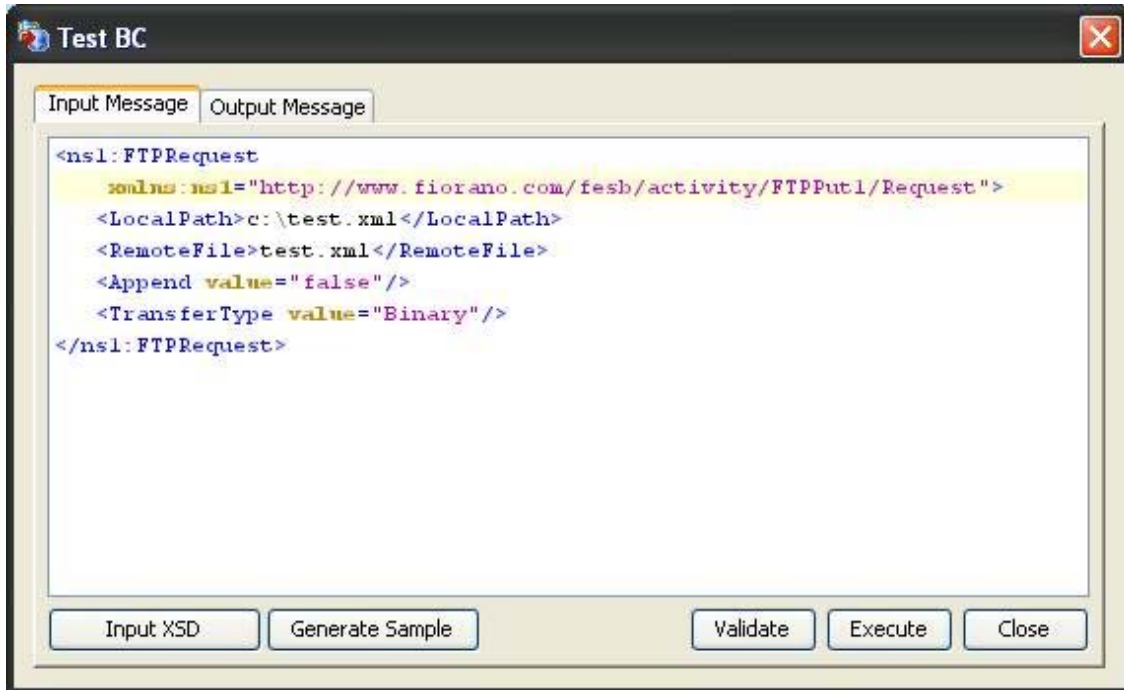 Test BC
Input Message Output Message
<ns1:FTPRequest
xmlns:ns1="http://www.fiorano.com/fesb/activity/FTPPut1/Request">
<LocalPath>c:\test.xml</LocalPath>
<RemoteFile>test.xml</RemoteFile>
<Append value="false"/>
<TransferType value="Binary"/>
</ns1:FTPRequest>
Input XSD Generate Sample Validate Execute Close